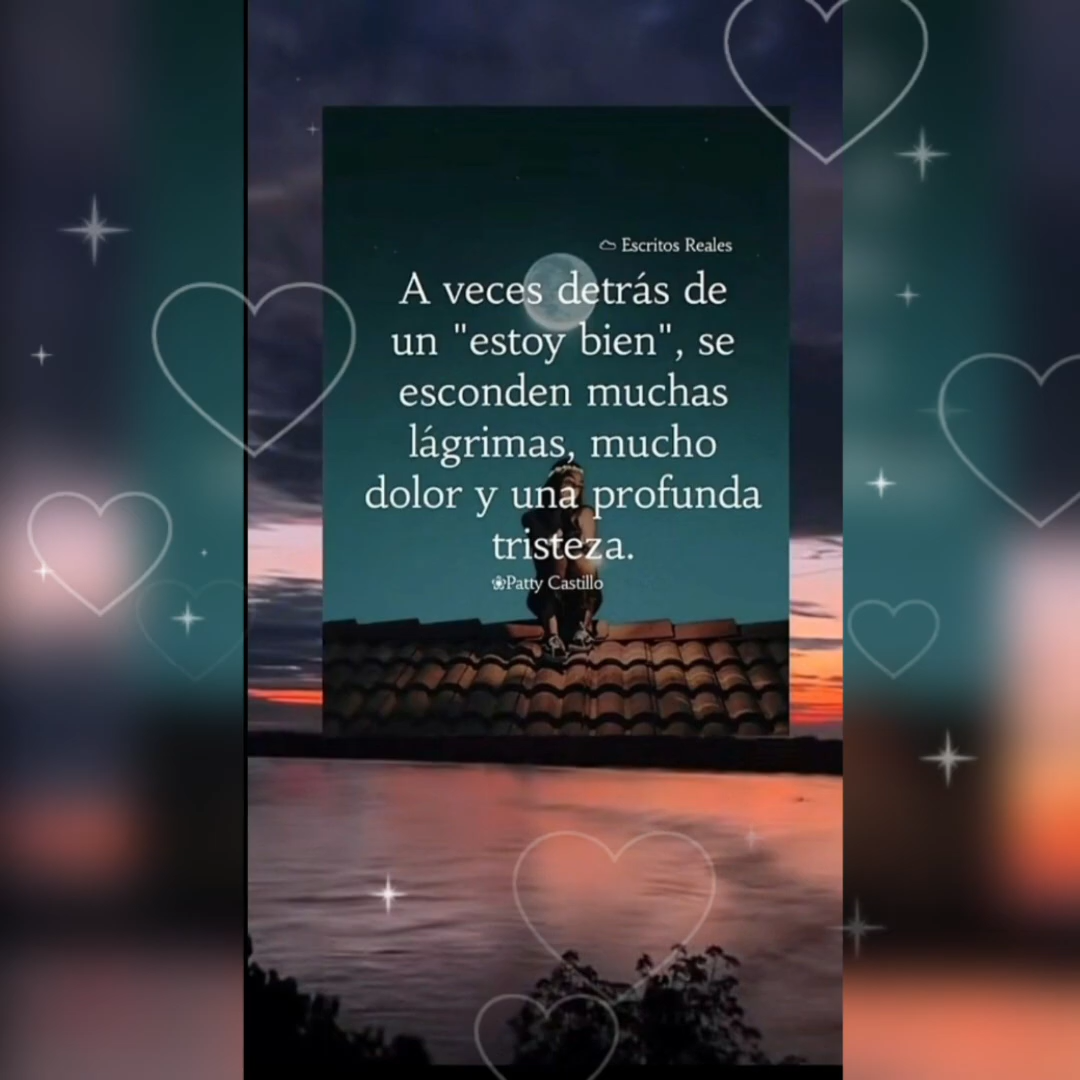 Escritos Reales
A veces detrás de
un "estoy bien", se
esconden muchas
lágrimas, mucho
dolor y una profunda
tristeza.
❀Patty Castillo